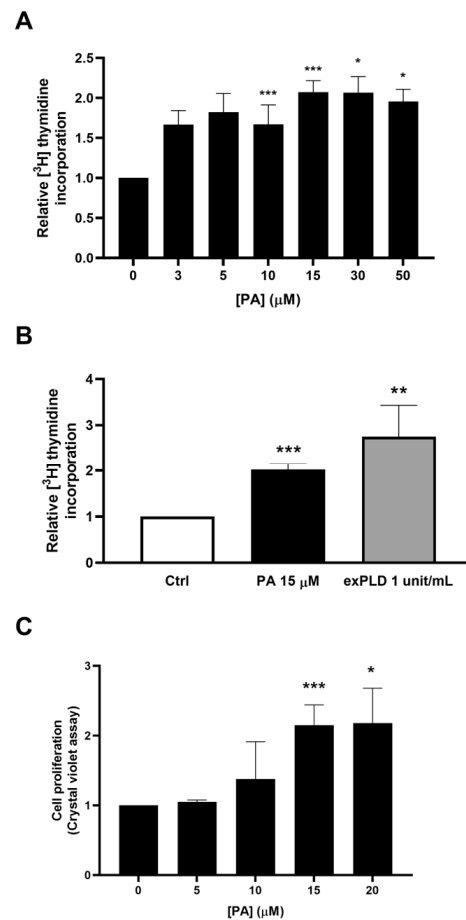 A
Relative [³H] thymidine
incorporation
2.5
2.0
1.5
1.0
0.5
0.0
***
***
*
*
0 3 5 10 15 30 50
[PA] (μM)
B
Relative [³H] thymidine
incorporation
4
3
2
1
0
***
**
Ctrl PA 15 μM exPLD 1 unit/mL
C
Cell proliferation
(Crystal violet assay)
3
2
1
0
***
*
0 5 10 15 20
[PA] (μM)